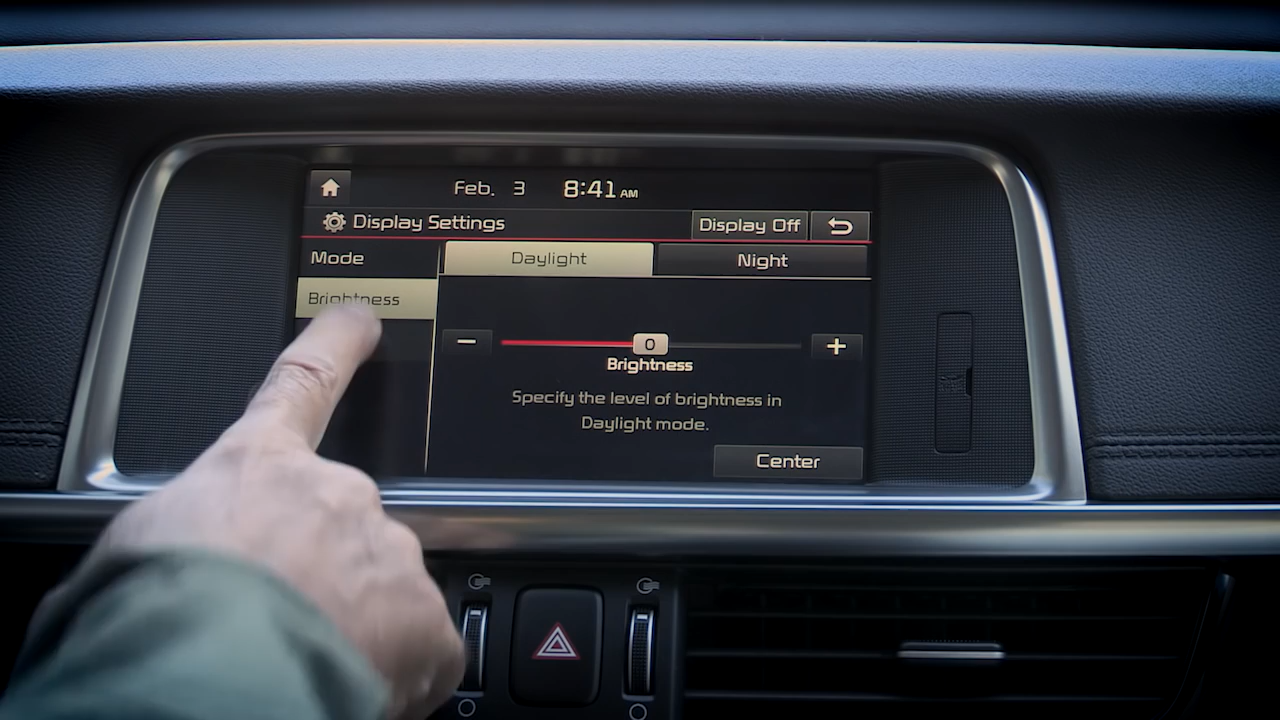 Feb. 3 8:41 AM
Display Settings Display Off
Mode Daylight Night
Brightness
− 0 +
Brightness
Specify the level of brightness in
Daylight mode.
Center